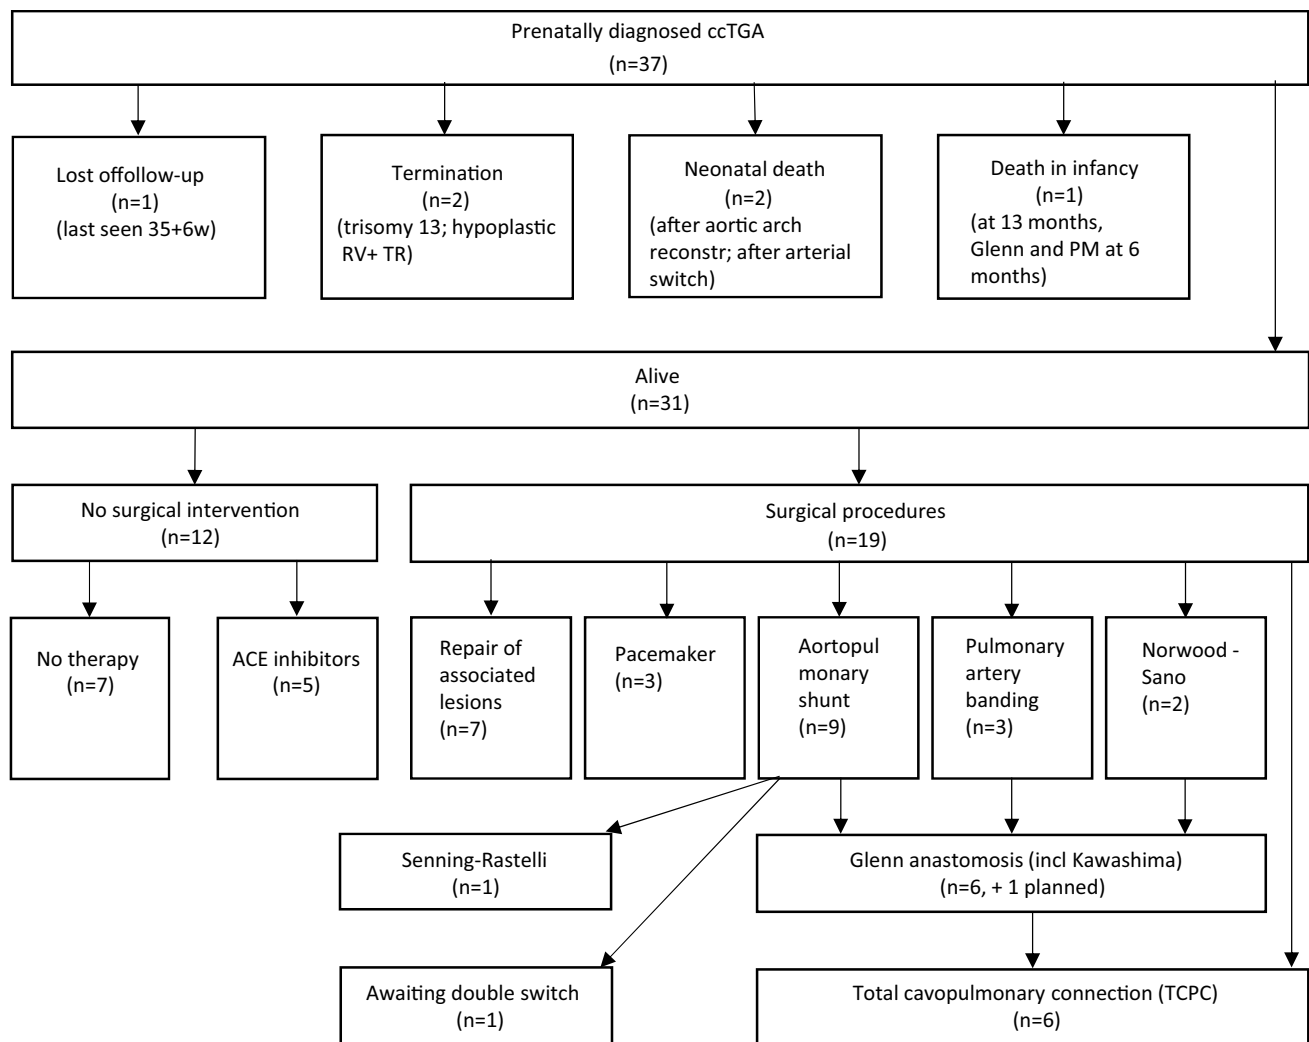 Prenatally diagnosed ccTGA
(n=37)
Lost offollow-up
(n=1)
(last seen 35+6w)
Termination
(n=2)
(trisomy 13; hypoplastic
RV+ TR)
Neonatal death
(n=2)
(after aortic arch
reconstr; after arterial
switch)
Death in infancy
(n=1)
(at 13 months,
Glenn and PM at 6
months)
Alive
(n=31)
No surgical intervention
(n=12)
Surgical procedures
(n=19)
No therapy
(n=7)
ACE inhibitors
(n=5)
Repair of
associated
lesions
(n=7)
Pacemaker
(n=3)
Aortopul
monary
shunt
(n=9)
Pulmonary
artery
banding
(n=3)
Norwood -
Sano
(n=2)
Senning-Rastelli
(n=1)
Glenn anastomosis (incl Kawashima)
(n=6, + 1 planned)
Awaiting double switch
(n=1)
Total cavopulmonary connection (TCPC)
(n=6)